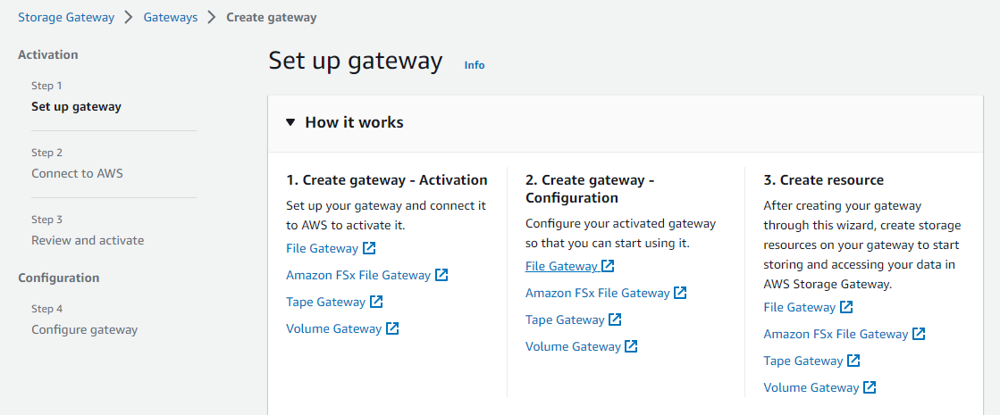 Storage Gateway > Gateways > Create gateway
Activation
Step 1
Set up gateway
Step 2
Connect to AWS
Step 3
Review and activate
Configuration
Step 4
Configure gateway
Set up gateway Info
How it works
1. Create gateway - Activation
Set up your gateway and connect it
to AWS to activate it.
File Gateway
Amazon FSx File Gateway
Tape Gateway
Volume Gateway
2. Create gateway -
Configuration
Configure your activated gateway
so that you can start using it.
File Gateway
Amazon FSx File Gateway
Tape Gateway
Volume Gateway
3. Create resource
After creating your gateway
through this wizard, create storage
resources on your gateway to start
storing and accessing your data in
AWS Storage Gateway.
File Gateway
Amazon FSx File Gateway
Tape Gateway
Volume Gateway